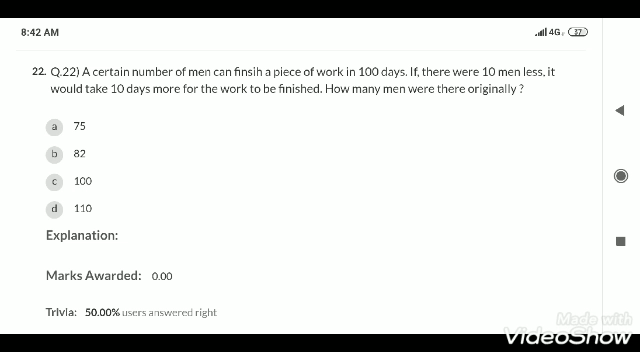 8:42 AM
4G 37
22. Q.22) A certain number of men can finsih a piece of work in 100 days. If, there were 10 men less, it
would take 10 days more for the work to be finished. How many men were there originally ?
a 75
b 82
c 100
d 110
Explanation:
Marks Awarded: 0.00
Trivia: 50.00% users answered right
Made with
VideoShow